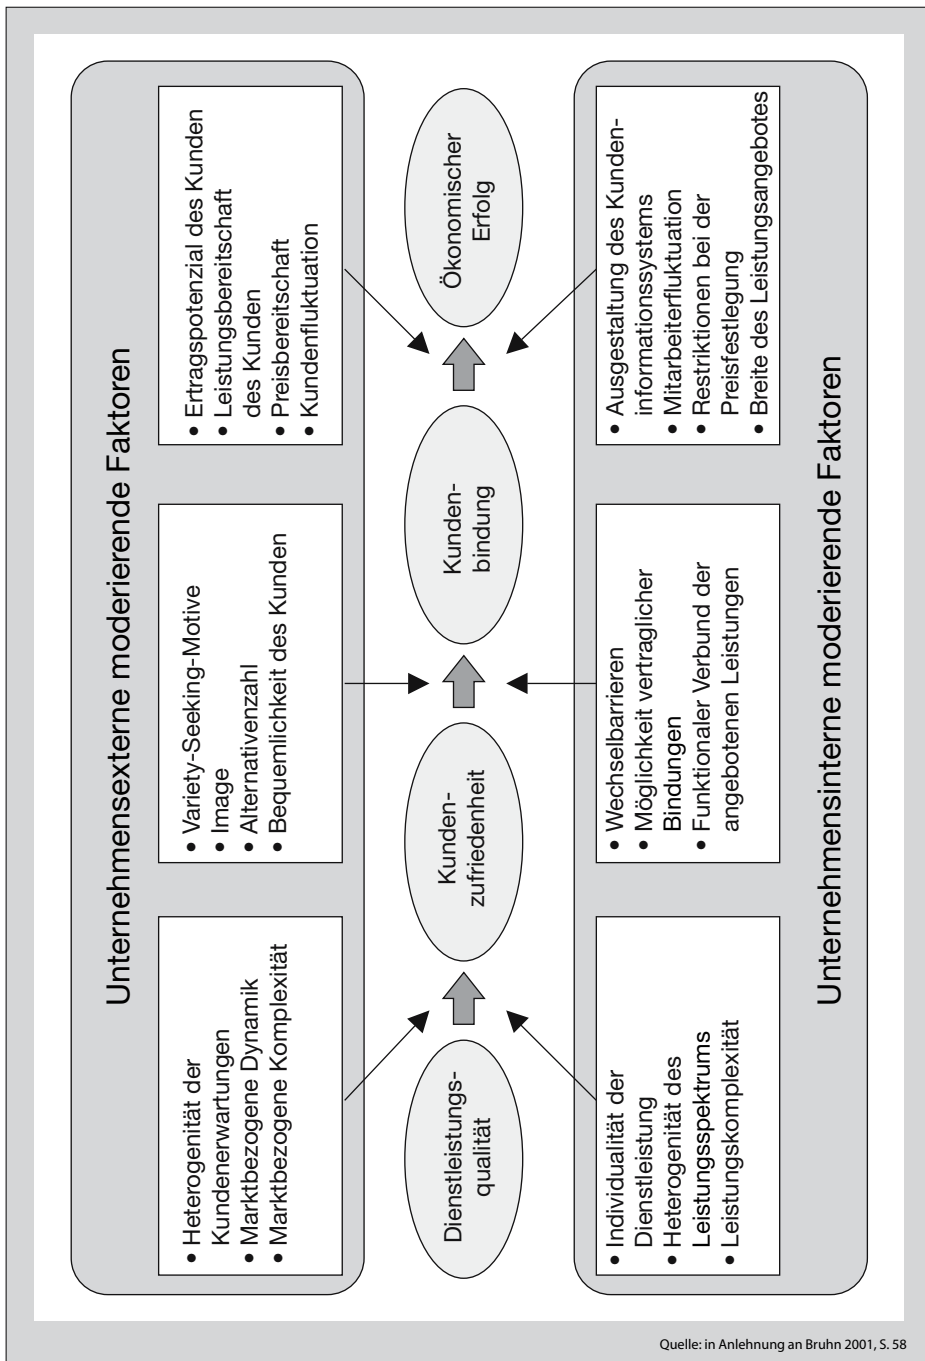 Unternehmensexterne moderierende Faktoren
• Heterogenität der
Kundenerwartungen
• Marktbezogene Dynamik
• Marktbezogene Komplexität
• Variety-Seeking-Motive
• Image
• Alternativenzahl
• Bequemlichkeit des Kunden
• Ertragspotenzial des Kunden
• Leistungsbereitschaft
des Kunden
• Preisbereitschaft
• Kundenfluktuation
Dienstleistungs-
qualität
Kunden-
zufriedenheit
Kunden-
bindung
Ökonomischer
Erfolg
• Individualität der
Dienstleistung
• Heterogenität des
Leistungsspektrums
• Leistungskomplexität
• Wechselbarrieren
• Möglichkeit vertraglicher
Bindungen
• Funktionaler Verbund der
angebotenen Leistungen
• Ausgestaltung des Kunden-
informationssystems
• Mitarbeiterfluktuation
• Restriktionen bei der
Preisfestlegung
• Breite des Leistungsangebotes
Unternehmensinterne moderierende Faktoren
Quelle: in Anlehnung an Bruhn 2001, S. 58